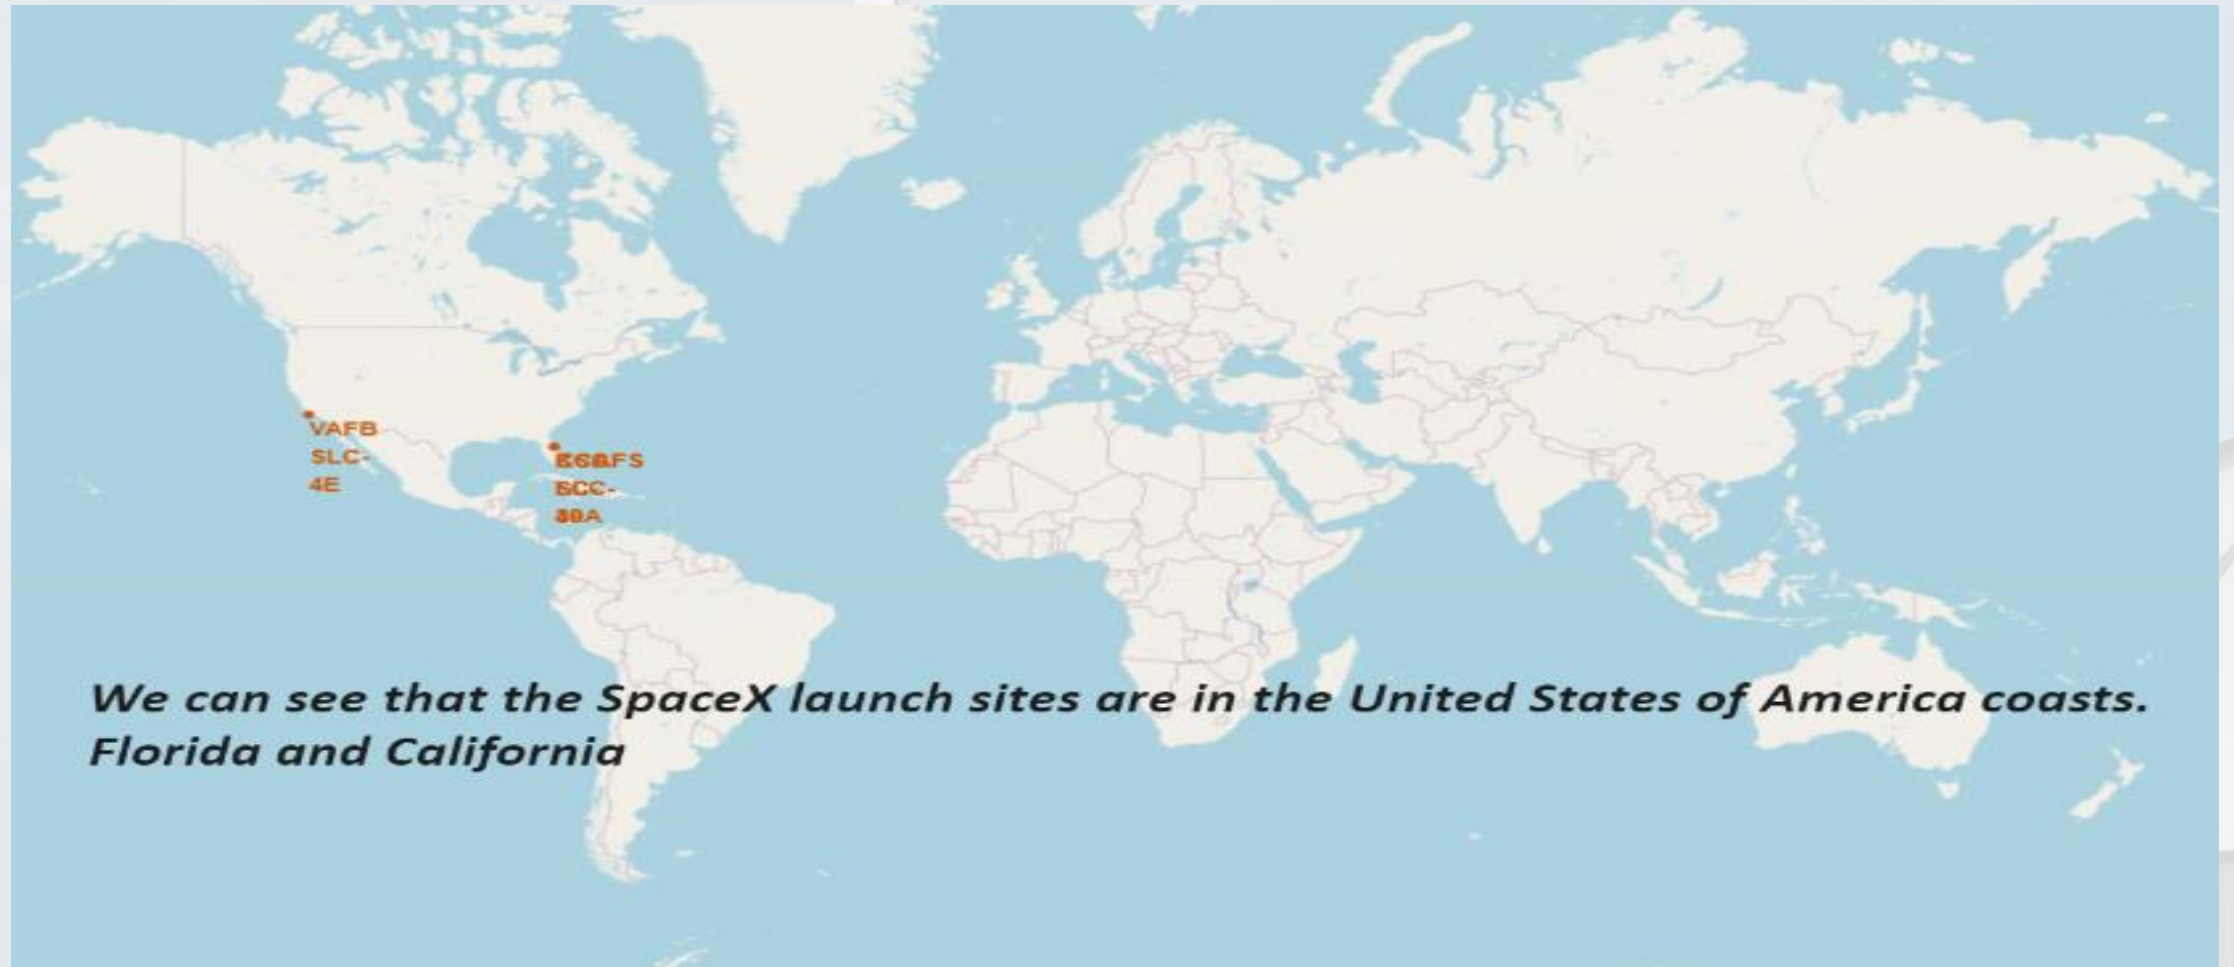 VAFB
SLC-
4E
We can see that the SpaceX launch sites are in the United States of America coasts.
Florida and California